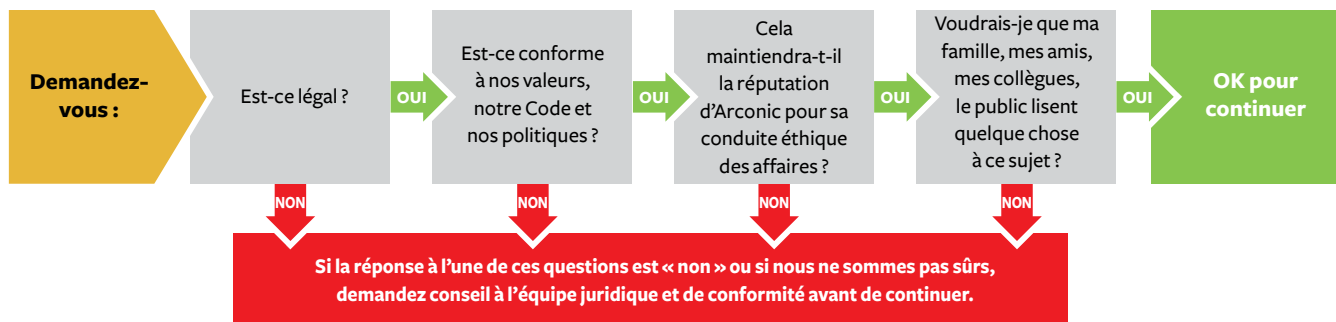 Demandez-
vous :
Est-ce légal ?
OUI
Est-ce conforme
à nos valeurs,
notre Code et
nos politiques ?
OUI
Cela
maintiendra-t-il
la réputation
d’Arconic pour sa
conduite éthique
des affaires ?
OUI
Voudrais-je que ma
famille, mes amis,
mes collègues,
le public lisent
quelque chose
à ce sujet ?
OUI
OK pour
continuer
NON
NON
NON
NON
Si la réponse à l’une de ces questions est « non » ou si nous ne sommes pas sûrs,
demandez conseil à l’équipe juridique et de conformité avant de continuer.